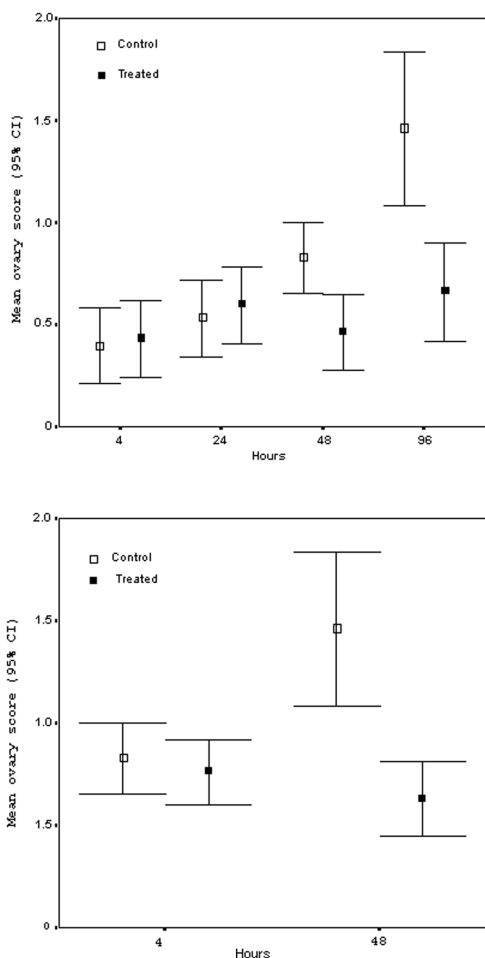 2.0
Control
Treated
1.5
1.0
0.5
0
Mean ovary score (95% CI)
4 24 48 96
Hours
2.0
Control
Treated
1.5
1.0
1.5
0
Mean ovary score (95% CI)
4 48
Hours